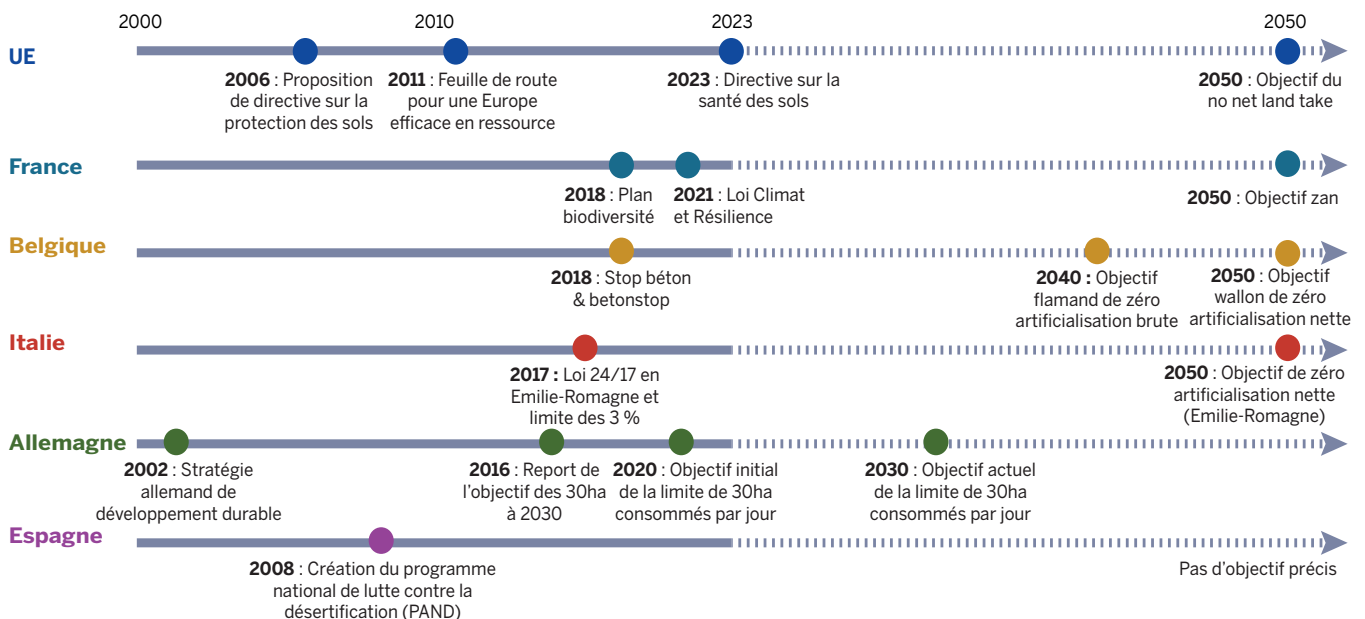 2000
2010
2023
2050
UE
2006 : Proposition
de directive sur la
protection des sols
2011 : Feuille de route
pour une Europe
efficace en ressource
2023 : Directive sur la
santé des sols
2050 : Objectif du
no net land take
France
2018 : Plan
biodiversité
2021 : Loi Climat
et Résilience
2050 : Objectif zan
Belgique
2018 : Stop béton
& betonstop
2040 : Objectif
flamand de zéro
artificialisation brute
2050 : Objectif
wallon de zéro
artificialisation nette
Italie
2017 : Loi 24/17 en
Emilie-Romagne et
limite des 3 %
2050 : Objectif de zéro
artificialisation nette
(Emilie-Romagne)
Allemagne
2002 : Stratégie
allemand de
développement durable
2016 : Report de
l'objectif des 30ha
à 2030
2020 : Objectif initial
de la limite de 30ha
consommés par jour
2030 : Objectif actuel
de la limite de 30ha
consommés par jour
Espagne
2008 : Création du programme
national de lutte contre la
désertification (PAND)
Pas d'objectif précis